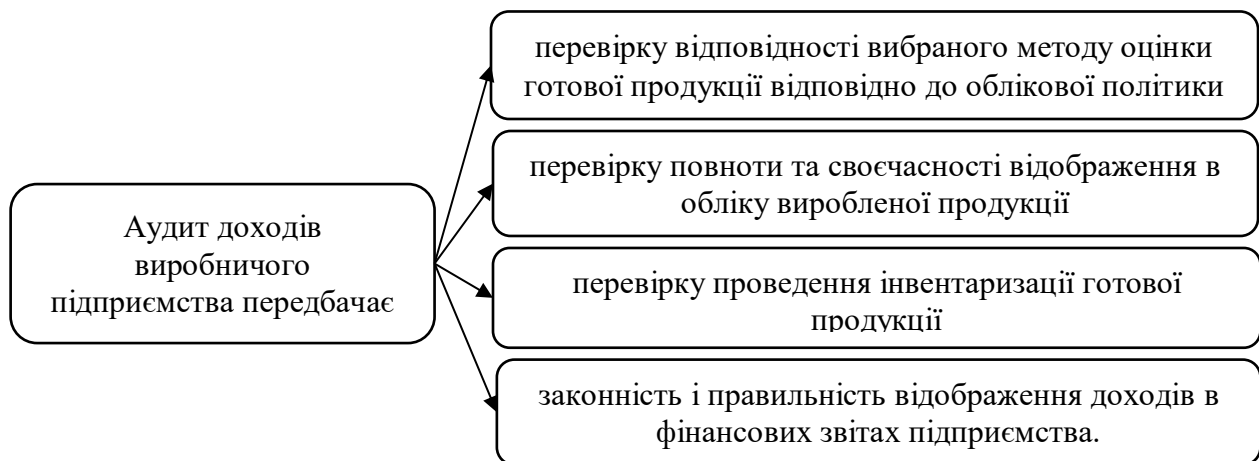 Аудит доходів
виробничого
підприємства передбачає
перевірку відповідності вибраного методу оцінки
готової продукції відповідно до облікової політики
перевірку повноти та своєчасності відображення в
обліку виробленої продукції
перевірку проведення інвентаризації готової
продукції
законність і правильність відображення доходів в
фінансових звітах підприємства.